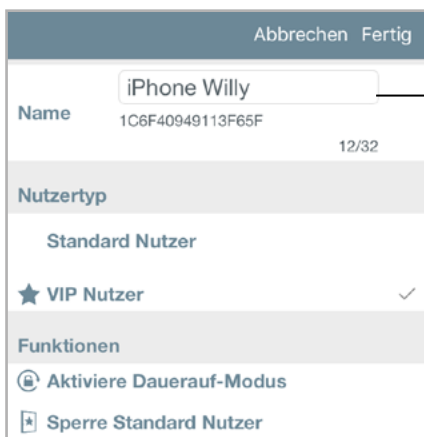 Abbrechen Fertig
iPhone Willy
Name
1C6F40949113F65F
12/32
Nutzertyp
Standard Nutzer
VIP Nutzer
Funktionen
Aktiviere Dauerauf-Modus
Sperre Standard Nutzer